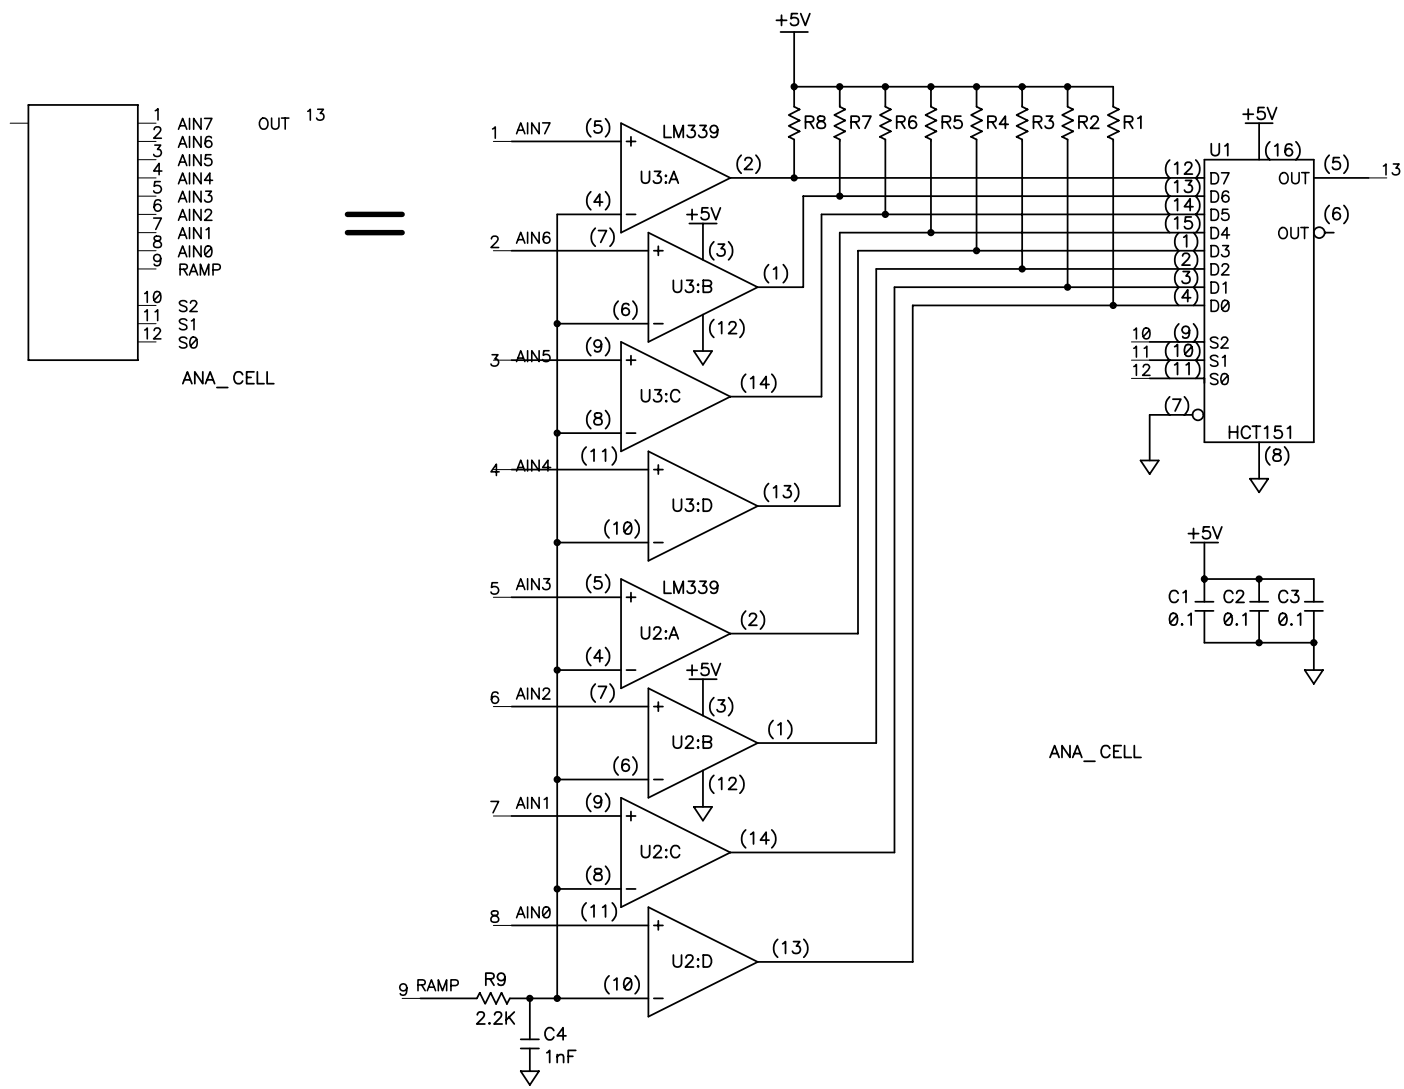 1 AIN7 OUT 13
2 AIN6
3 AIN5
4 AIN4
5 AIN3
6 AIN2
7 AIN1
8 AIN0
9 RAMP
10 S2
11 S1
12 S0
ANA_CELL
+5V
R8 R7 R6 R5 R4 R3 R2 R1
1 AIN7 (5) + LM339
U3:A (2)
(4) −
2 AIN6 (7) + +5V (3)
U3:B (1)
(6) − (12)
3 AIN5 (9) +
U3:C (14)
(8) −
4 AIN4 (11) +
U3:D (13)
(10) −
5 AIN3 (5) + LM339
U2:A (2)
(4) −
6 AIN2 (7) + +5V (3)
U2:B (1)
(6) − (12)
7 AIN1 (9) +
U2:C (14)
(8) −
8 AIN0 (11) +
U2:D (13)
(10) −
9 RAMP R9
2.2K
C4
1nF
+5V
U1 (16)
(12) D7 OUT (5) 13
(13) D6
(14) D5 (6)
(15) D4 OUT
(1) D3
(2) D2
(3) D1
(4) D0
10 (9) S2
11 (10) S1
12 (11) S0
(7)
HCT151
(8)
+5V
C1 C2 C3
0.1 0.1 0.1
ANA_CELL